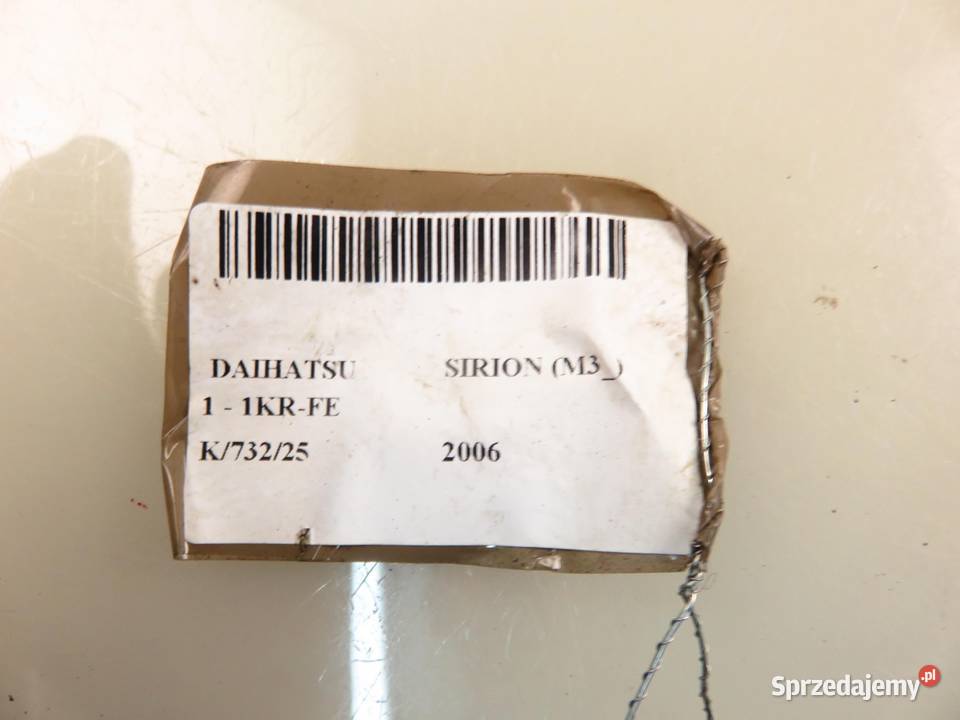 DAIHATSU SIRION (M3_)
1 - 1KR-FE
K/732/25 2006
Sprzedajemy.pl